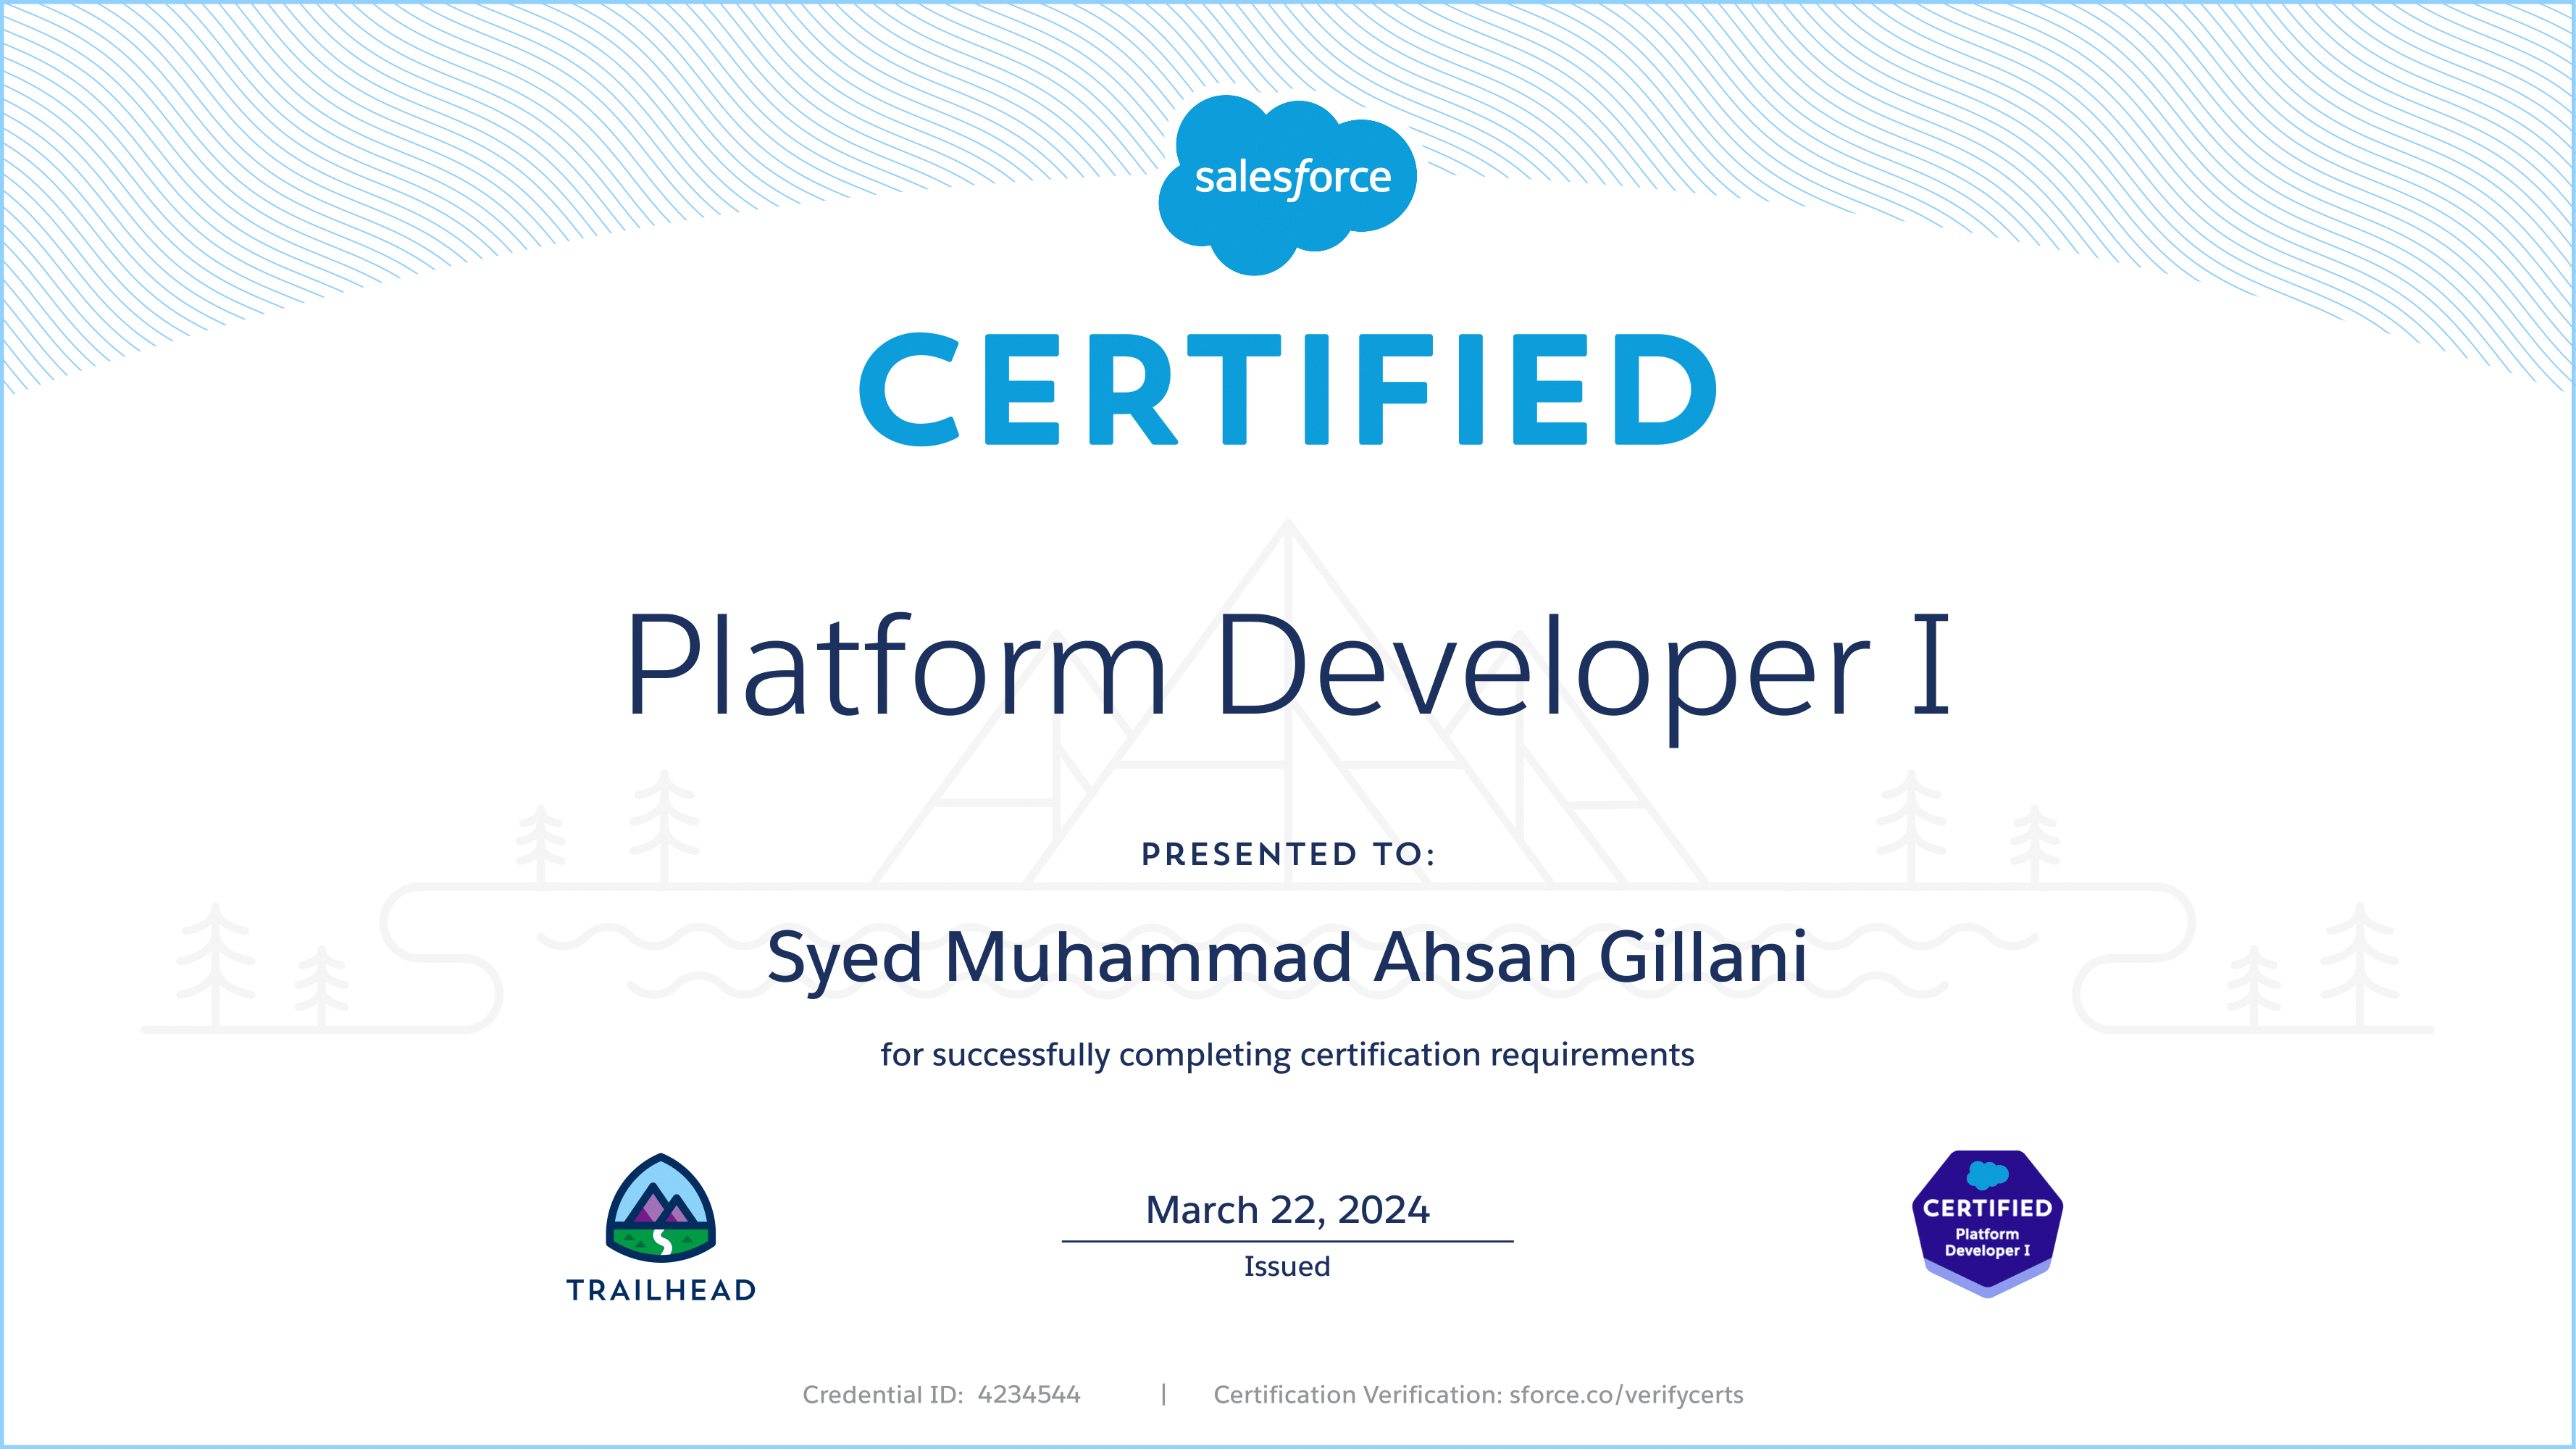 salesforce
CERTIFIED
Platform Developer I
PRESENTED TO:
Syed Muhammad Ahsan Gillani
for successfully completing certification requirements
TRAILHEAD
March 22, 2024
Issued
CERTIFIED
Platform
Developer I
Credential ID: 4234544 | Certification Verification: sforce.co/verifycerts